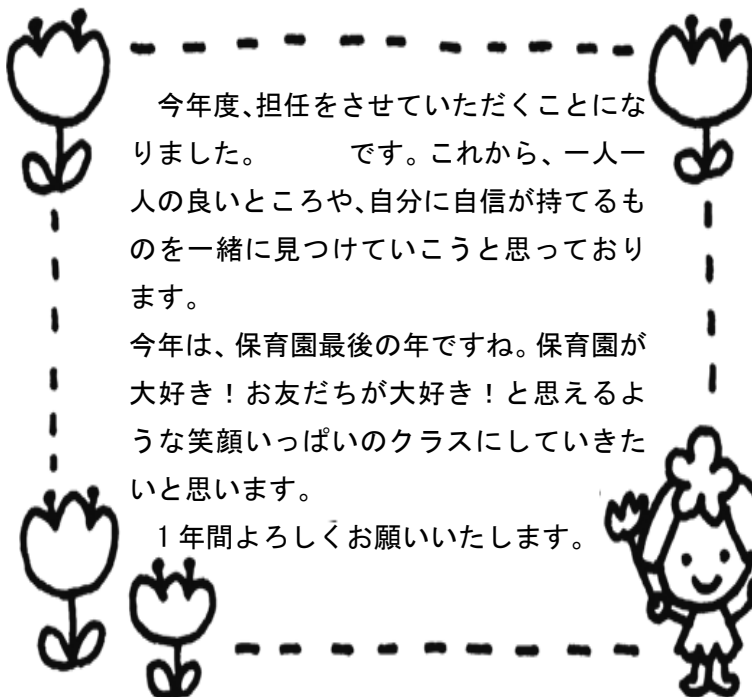 今年度、担任をさせていただくことにな
りました。　　　　です。これから、一人一
人の良いところや、自分に自信が持てるも
のを一緒に見つけていこうと思っており
ます。
今年は、保育園最後の年ですね。保育園が
大好き！お友だちが大好き！と思えるよ
うな笑顔いっぱいのクラスにしていきた
いと思います。
　1年間よろしくお願いいたします。